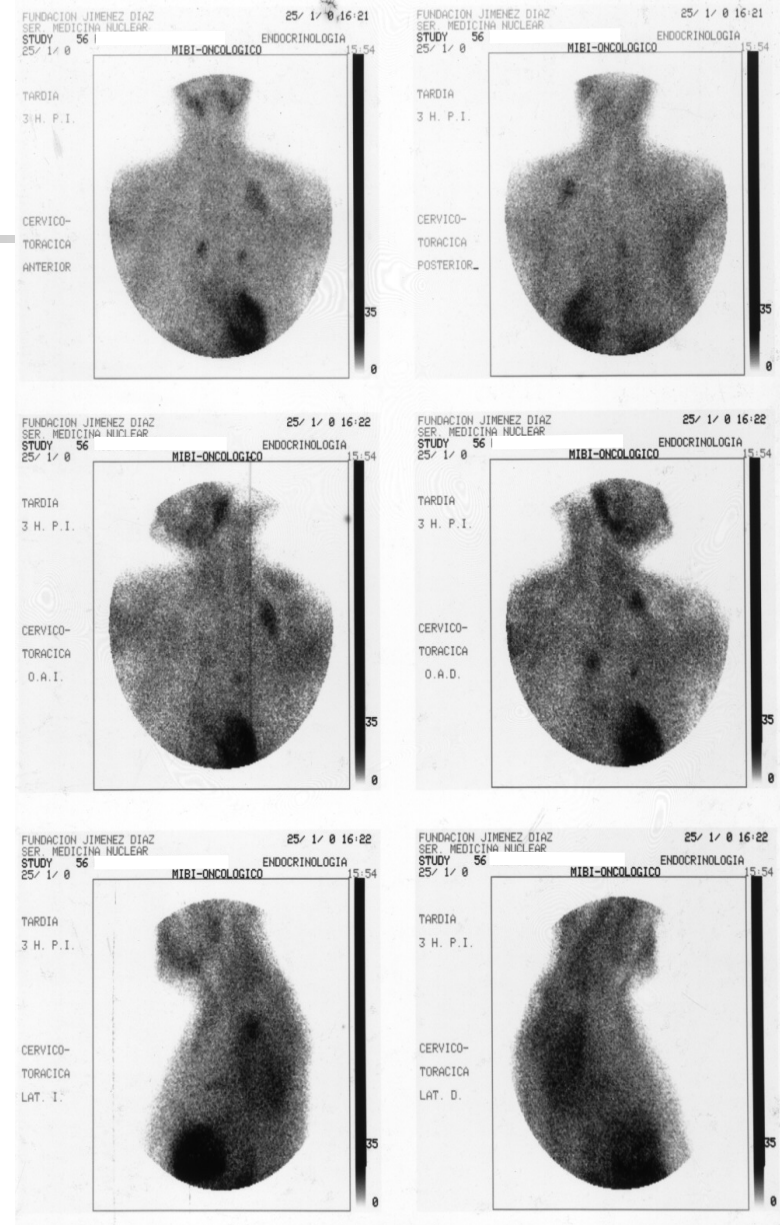 FUNDACION JIMENEZ DIAZ 25/ 1/ 0 16:21
SER. MEDICINA NUCLEAR
STUDY 56 ENDOCRINOLOGIA
25/ 1/ 0 MIBI-ONCOLOGICO 15:54
TARDIA
3 H. P.I.
CERVICO-
TORACICA
ANTERIOR
35
0
FUNDACION JIMENEZ DIAZ 25/ 1/ 0 16:21
SER. MEDICINA NUCLEAR
STUDY 56 ENDOCRINOLOGIA
25/ 1/ 0 MIBI-ONCOLOGICO 15:54
TARDIA
3 H. P.I.
CERVICO-
TORACICA
POSTERIOR_
35
0
FUNDACION JIMENEZ DIAZ 25/ 1/ 0 16:22
SER. MEDICINA NUCLEAR
STUDY 56 ENDOCRINOLOGIA
25/ 1/ 0 MIBI-ONCOLOGICO 15:54
TARDIA
3 H. P.I.
CERVICO-
TORACICA
O.A.I.
35
0
FUNDACION JIMENEZ DIAZ 25/ 1/ 0 16:22
SER. MEDICINA NUCLEAR
STUDY 56 ENDOCRINOLOGIA
25/ 1/ 0 MIBI-ONCOLOGICO 15:54
TARDIA
3 H. P.I.
CERVICO-
TORACICA
O.A.D.
35
0
FUNDACION JIMENEZ DIAZ 25/ 1/ 0 16:22
SER. MEDICINA NUCLEAR
STUDY 56 ENDOCRINOLOGIA
25/ 1/ 0 MIBI-ONCOLOGICO 15:54
TARDIA
3 H. P.I.
CERVICO-
TORACICA
LAT. I.
35
0
FUNDACION JIMENEZ DIAZ 25/ 1/ 0 16:22
SER. MEDICINA NUCLEAR
STUDY 56 ENDOCRINOLOGIA
25/ 1/ 0 MIBI-ONCOLOGICO 15:54
TARDIA
3 H. P.I.
CERVICO-
TORACICA
LAT. D.
35
0